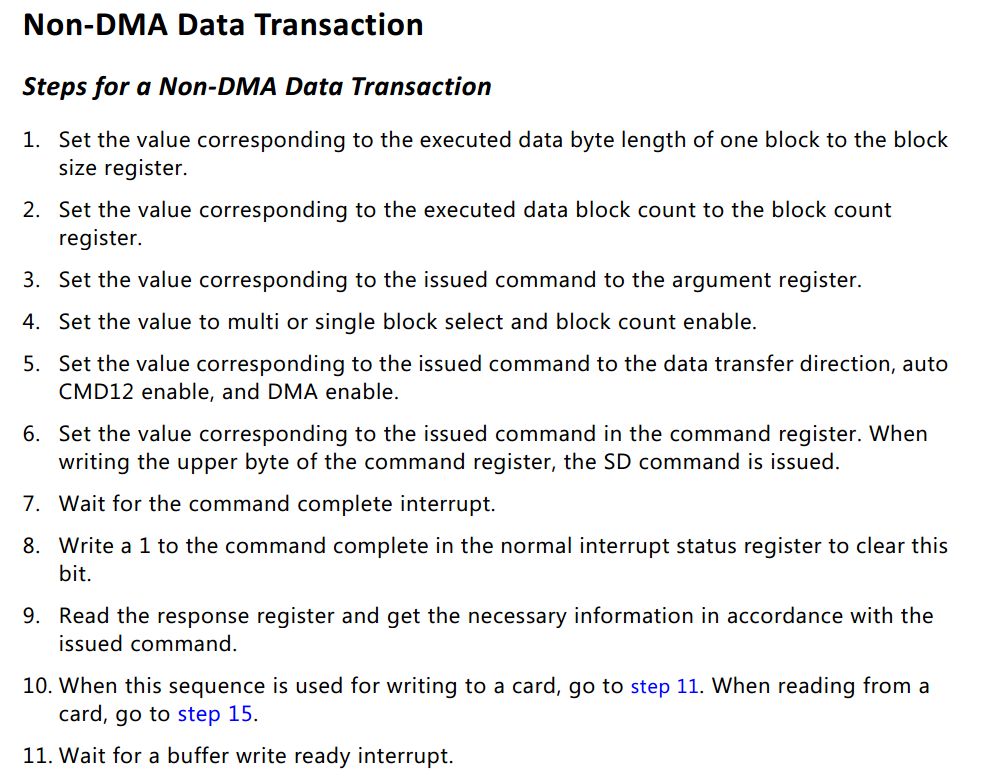 Non-DMA Data Transaction
Steps for a Non-DMA Data Transaction
1. Set the value corresponding to the executed data byte length of one block to the block
size register.
2. Set the value corresponding to the executed data block count to the block count
register.
3. Set the value corresponding to the issued command to the argument register.
4. Set the value to multi or single block select and block count enable.
5. Set the value corresponding to the issued command to the data transfer direction, auto
CMD12 enable, and DMA enable.
6. Set the value corresponding to the issued command in the command register. When
writing the upper byte of the command register, the SD command is issued.
7. Wait for the command complete interrupt.
8. Write a 1 to the command complete in the normal interrupt status register to clear this
bit.
9. Read the response register and get the necessary information in accordance with the
issued command.
10. When this sequence is used for writing to a card, go to step 11. When reading from a
card, go to step 15.
11. Wait for a buffer write ready interrupt.